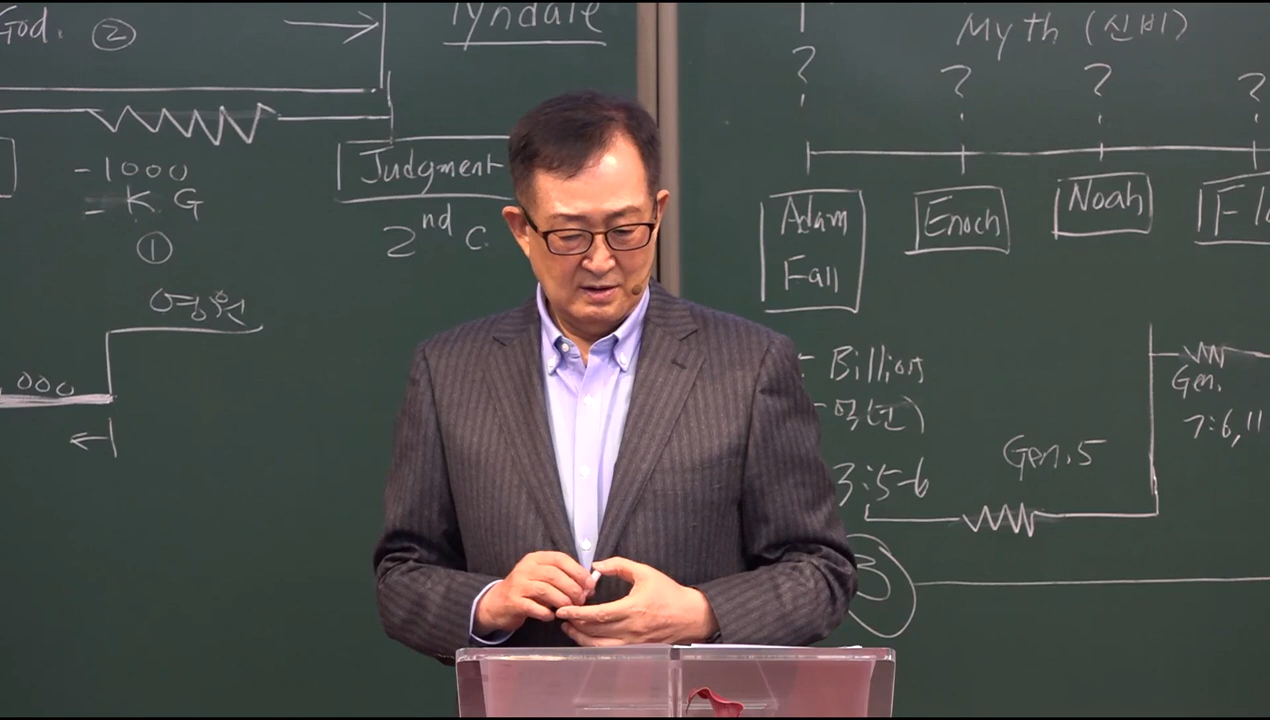 God. ②
Tyndale
-1000
= K G
①
Judgment
2nd c.
영원
,000
Myth (신비)
? ? ? ?
Adam
Fall
Enoch
Noah
Billion
억(년)
3:5-6
Gen.5
Gen.
7:6,11
3